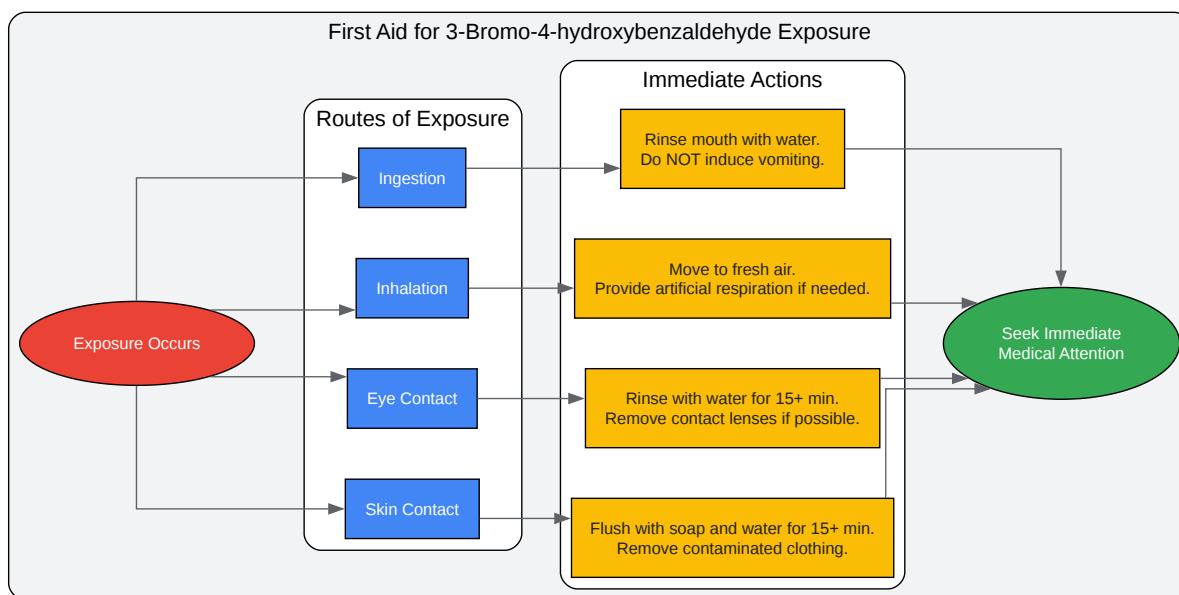 First Aid for 3-Bromo-4-hydroxybenzaldehyde Exposure
Immediate Actions
Routes of Exposure
Rinse mouth with water.
Do NOT induce vomiting.
Ingestion
Move to fresh air.
Provide artificial respiration if needed.
Inhalation
Exposure Occurs
Seek Immediate
Medical Attention
Eye Contact
Rinse with water for 15+ min.
Remove contact lenses if possible.
Skin Contact
Flush with soap and water for 15+ min.
Remove contaminated clothing.